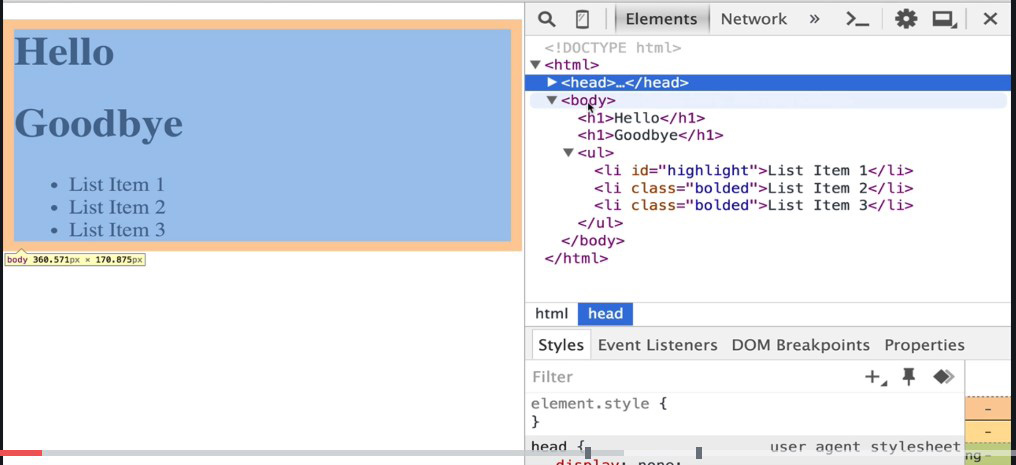 Hello
Goodbye
• List Item 1
• List Item 2
• List Item 3
body 360.571px × 170.875px
Elements Network »
<!DOCTYPE html>
▼<html>
▶<head>…</head>
▼<body>
<h1>Hello</h1>
<h1>Goodbye</h1>
▼<ul>
<li id="highlight">List Item 1</li>
<li class="bolded">List Item 2</li>
<li class="bolded">List Item 3</li>
</ul>
</body>
</html>
html head
Styles Event Listeners DOM Breakpoints Properties
Filter
element.style {
}
head { user agent stylesheet
display: none;
ng -